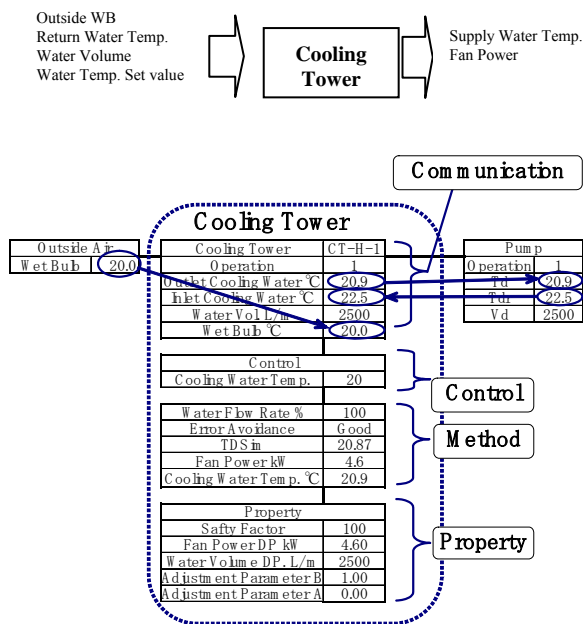 Outside WB
Return Water Temp.
Water Volume
Water Temp. Set value
Cooling
Tower
Supply Water Temp.
Fan Power
Communication
Cooling Tower
Outside Air
Wet Bulb 20.0
Cooling Tower CT-H-1
Operation 1
Outlet Cooling Water °C 20.9
Inlet Cooling Water °C 22.5
Water Vol. L/m 2500
Wet Bulb °C 20.0
Pump
Operation 1
Td 20.9
Tdr 22.5
Vd 2500
Control
Cooling Water Temp. 20
Control
Water Flow Rate % 100
Error Avoidance Good
TDSim 20.87
Fan Power kW 4.6
Cooling Water Temp. °C 20.9
Method
Property
Safty Factor 100
Fan Power DP kW 4.60
Water Volume DP. L/m 2500
Adjustment Parameter B 1.00
Adjustment Parameter A 0.00
Property